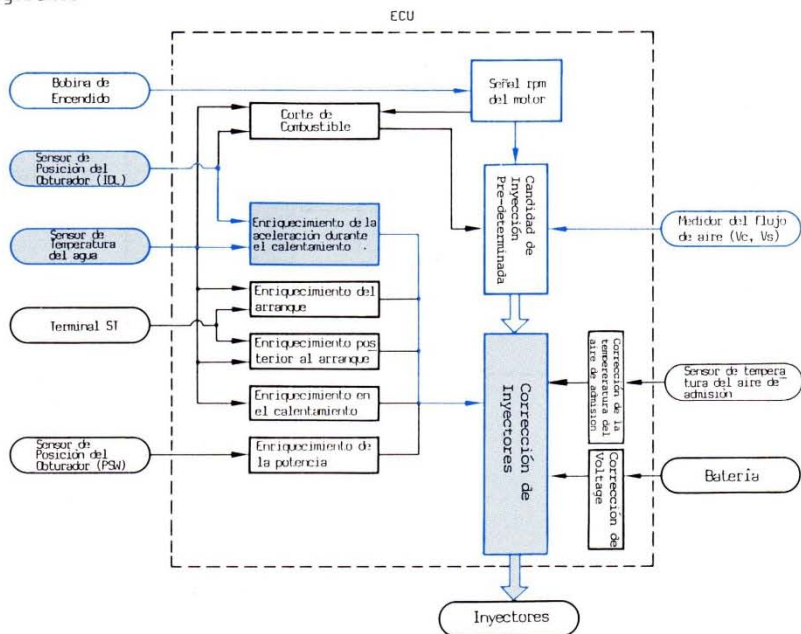 ECU
Bobina de
Encendido
Señal rpm
del motor
Corte de
Combustible
Sensor de
Posición del
Obturador (IDL)
Candidad de
Inyección
Pre-determinada
Enriquecimiento de la
aceleración durante
el calentamiento
Medidor del flujo
de aire (Vc, Vs)
Sensor de
Temperatura
del agua
Enriquecimiento del
arranque
Terminal ST
Enriquecimiento pos
terior al arranque
Corrección de
Inyectores
Corrección de la
tempereratura del
aire de admision
Sensor de tempera
tura del aire de
admisión
Enriquecimiento en
el calentamiento
Sensor de
Posición del
Obturador (PSW)
Enriquecimiento de
la potencia
Corrección de
Voltage
Bateria
Inyectores